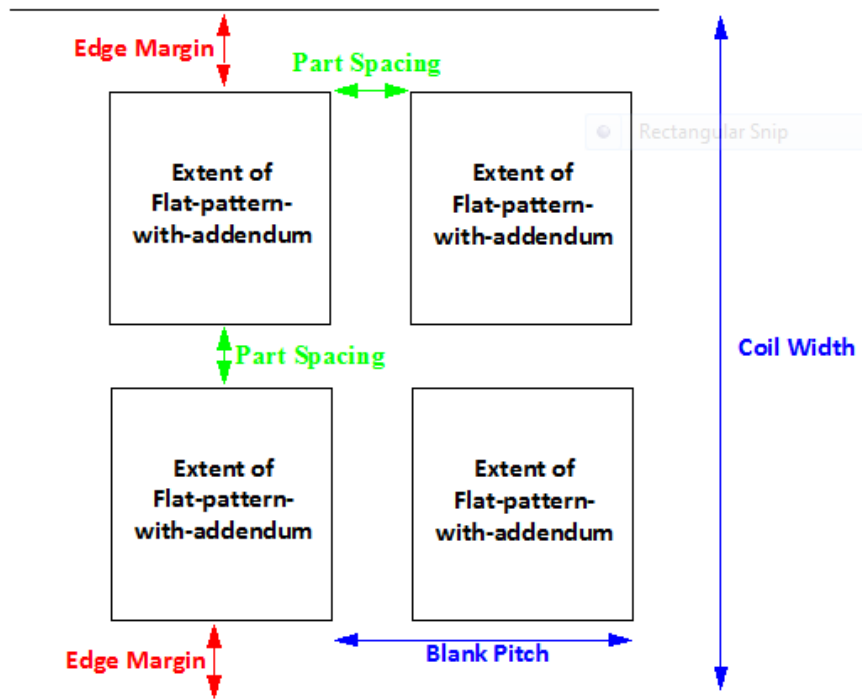 Edge Margin
Part Spacing
Rectangular Snip
Extent of
Flat-pattern-
with-addendum
Extent of
Flat-pattern-
with-addendum
Part Spacing
Coil Width
Extent of
Flat-pattern-
with-addendum
Extent of
Flat-pattern-
with-addendum
Edge Margin
Blank Pitch